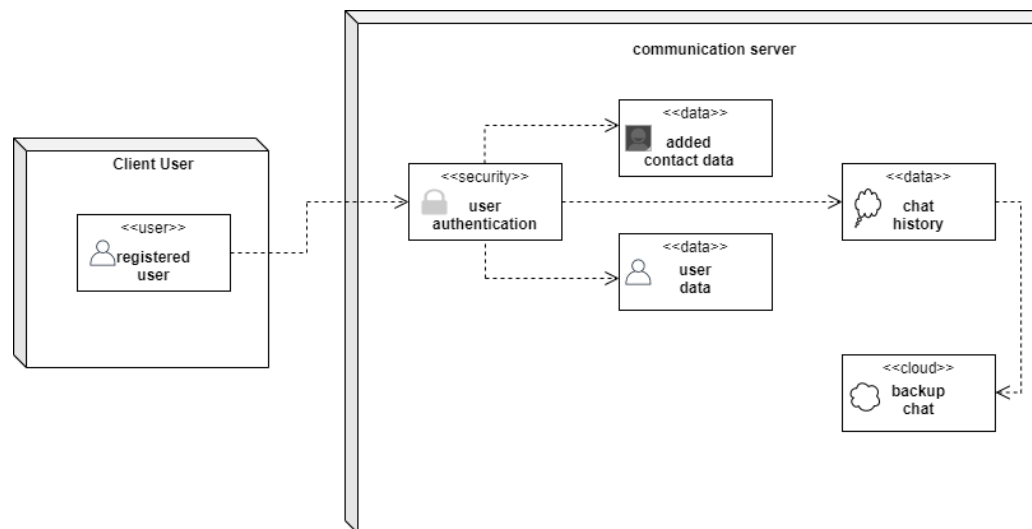 communication server
Client User
<<user>>
registered
user
<<security>>
user
authentication
<<data>>
added
contact data
<<data>>
user
data
<<data>>
chat
history
<<cloud>>
backup
chat